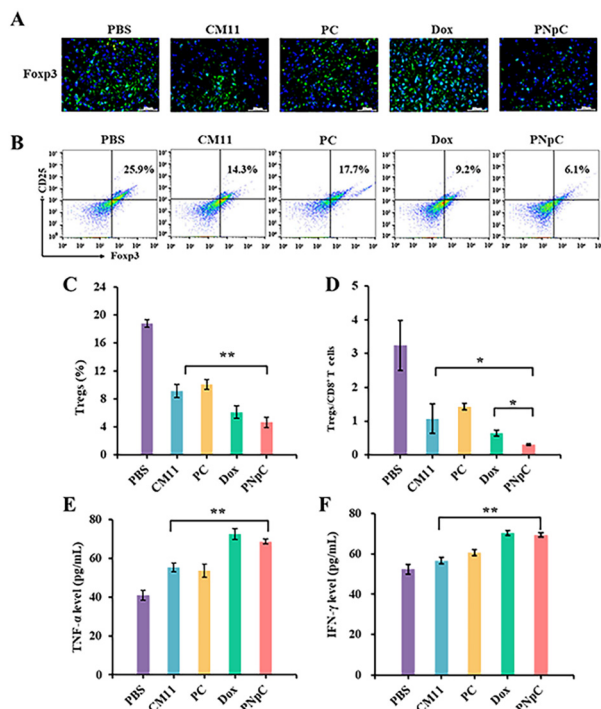 A
PBS
CM11
PC
Dox
PNpC
Foxp3
B
PBS
CM11
PC
Dox
PNpC
25.9%
14.3%
17.7%
9.2%
6.1%
CD25
Foxp3
C
Tregs (%)
24
20
18
12
8
4
0
**
PBS
CM11
PC
Dox
PNpC
D
Tregs/CD8⁺T cells
5
4
3
2
1
0
*
*
PBS
CM11
PC
Dox
PNpC
E
TNF-α level (pg/mL)
80
60
40
20
0
**
PBS
CM11
PC
Dox
PNpC
F
IFN-γ level (pg/mL)
80
60
40
20
0
**
PBS
CM11
PC
Dox
PNpC